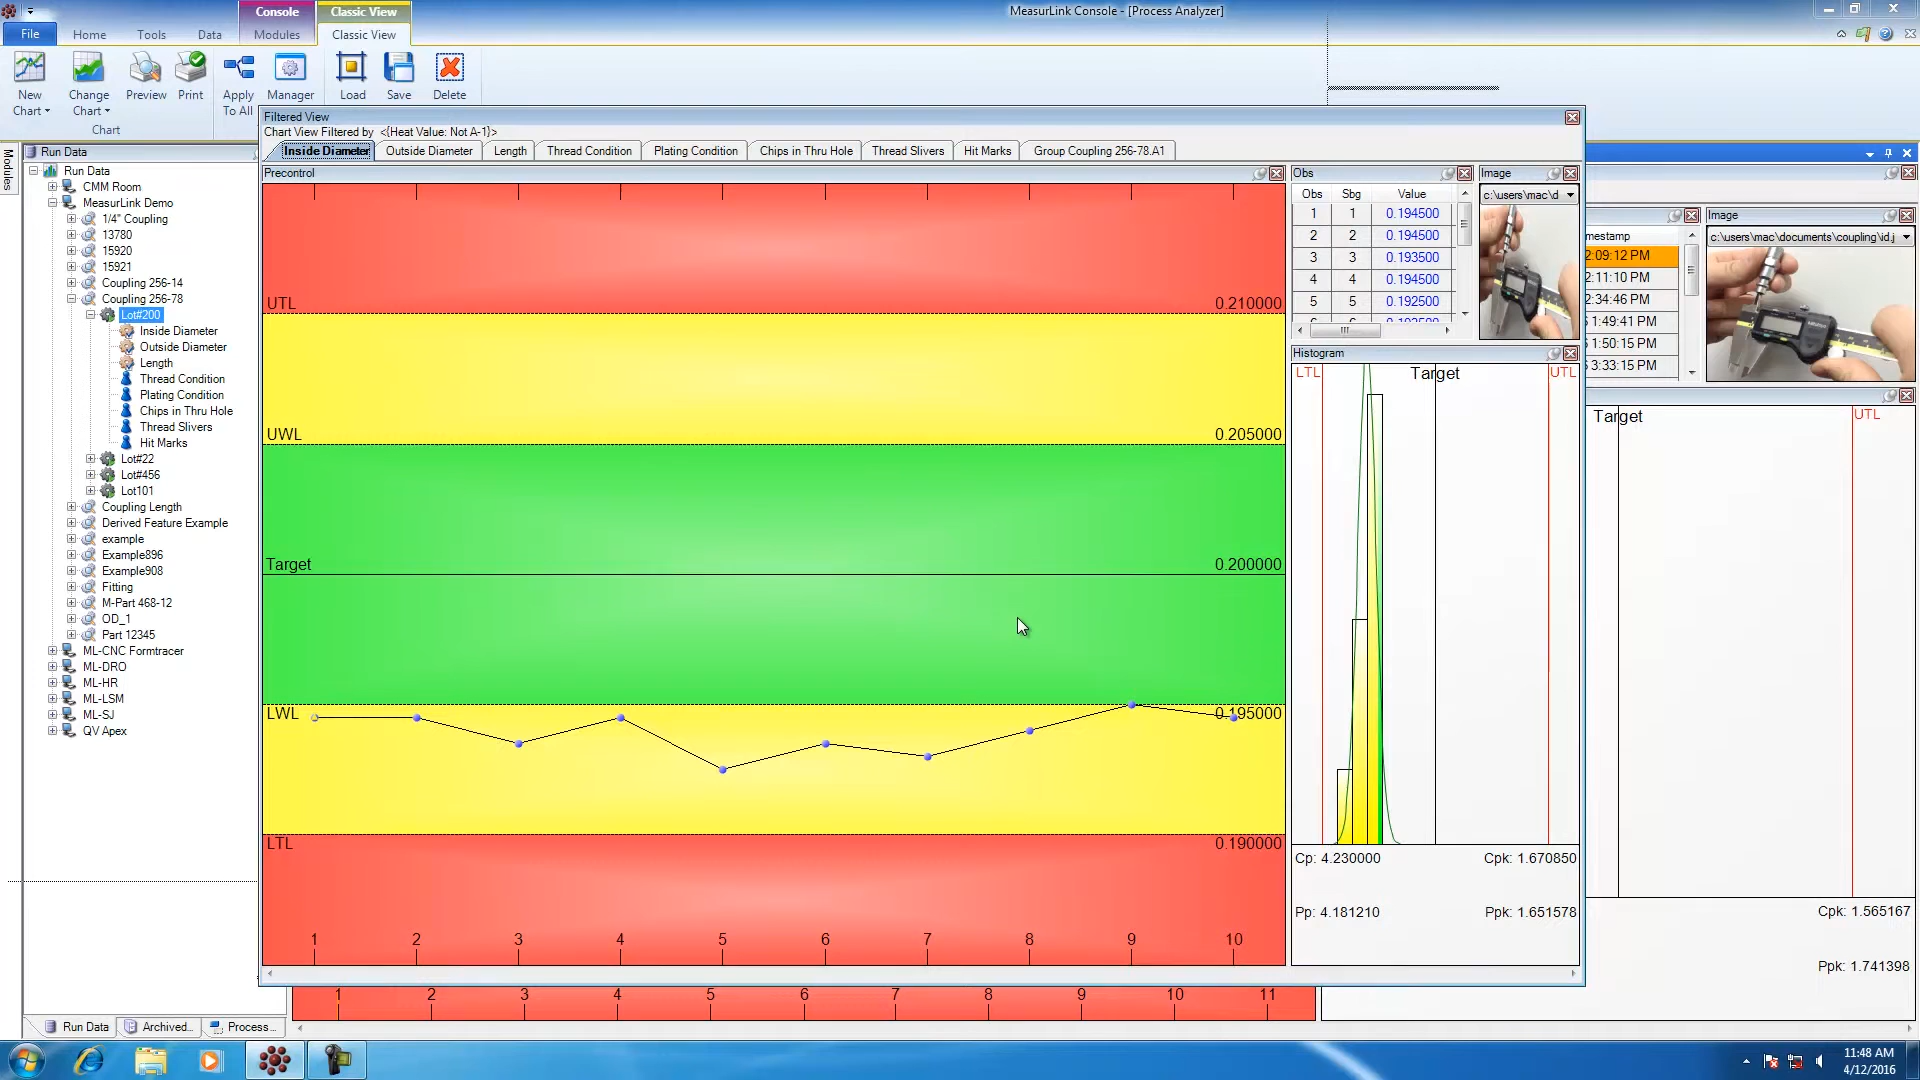 Console
Classic View
MeasurLink Console - [Process Analyzer]
File
Home
Tools
Data
Modules
Classic View
New Chart
Change Chart
Preview
Print
Apply To All
Manager
Load
Save
Delete
Chart
Modules
Run Data
Run Data
CMM Room
MeasurLink Demo
1/4" Coupling
13780
15920
15921
Coupling 256-14
Coupling 256-78
Lot#200
Inside Diameter
Outside Diameter
Length
Thread Condition
Plating Condition
Chips in Thru Hole
Thread Slivers
Hit Marks
Lot#22
Lot#456
Lot101
Coupling Length
Derived Feature Example
example
Example896
Example908
Fitting
M-Part 468-12
OD_1
Part 12345
ML-CNC Formtracer
ML-DRO
ML-HR
ML-LSM
ML-SJ
QV Apex
Run Data
Archived...
Process...
Filtered View
Chart View Filtered by <{Heat Value: Not A-1}>
Inside Diameter
Outside Diameter
Length
Thread Condition
Plating Condition
Chips in Thru Hole
Thread Slivers
Hit Marks
Group Coupling 256-78.A1
Precontrol
UTL 0.210000
UWL 0.205000
Target 0.200000
LWL 0.195000
LTL 0.190000
1 2 3 4 5 6 7 8 9 10
Obs
Obs Sbg Value
1 1 0.194500
2 2 0.194500
3 3 0.193500
4 4 0.194500
5 5 0.192500
Image
c:\users\mac\d
Histogram
LTL Target UTL
Cp: 4.230000 Cpk: 1.670850
Pp: 4.181210 Ppk: 1.651578
mestamp
2:09:12 PM
2:11:10 PM
2:34:46 PM
1:49:41 PM
1:50:15 PM
3:33:15 PM
Image
c:\users\mac\documents\coupling\id.j
Target UTL
Cpk: 1.565167
Ppk: 1.741398
1 2 3 4 5 6 7 8 9 10 11
11:48 AM
4/12/2016